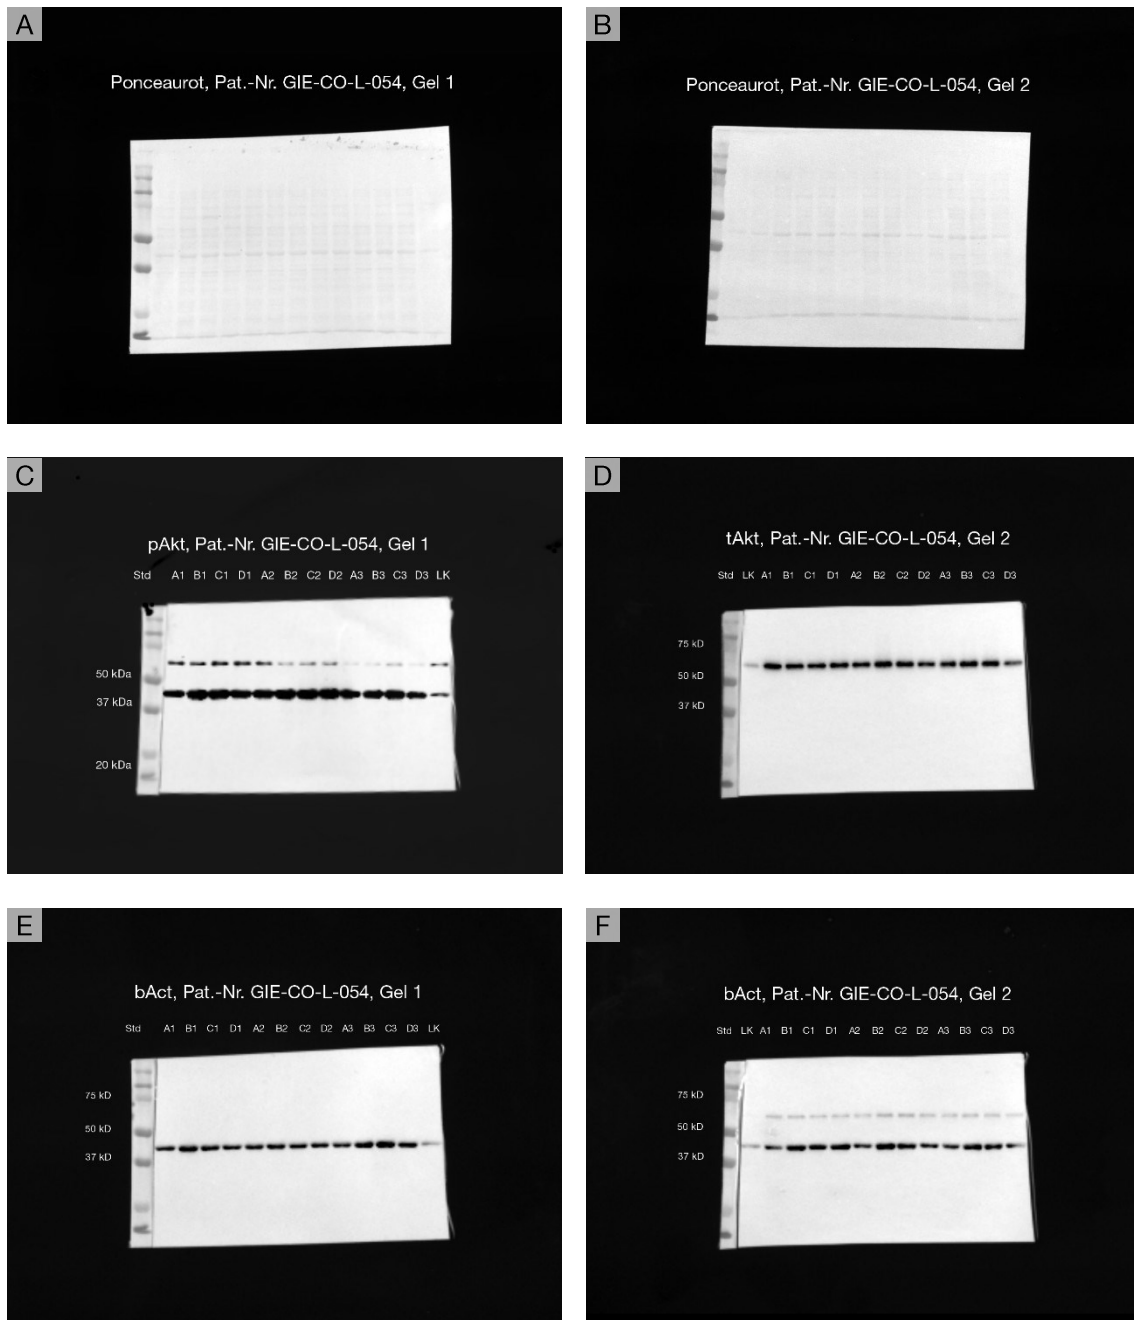 A
Ponceaurot, Pat.-Nr. GIE-CO-L-054, Gel 1
B
Ponceaurot, Pat.-Nr. GIE-CO-L-054, Gel 2
C
pAkt, Pat.-Nr. GIE-CO-L-054, Gel 1
Std A1 B1 C1 D1 A2 B2 C2 D2 A3 B3 C3 D3 LK
50 kDa
37 kDa
20 kDa
D
tAkt, Pat.-Nr. GIE-CO-L-054, Gel 2
Std LK A1 B1 C1 D1 A2 B2 C2 D2 A3 B3 C3 D3
75 kD
50 kD
37 kD
E
bAct, Pat.-Nr. GIE-CO-L-054, Gel 1
Std A1 B1 C1 D1 A2 B2 C2 D2 A3 B3 C3 D3 LK
75 kD
50 kD
37 kD
F
bAct, Pat.-Nr. GIE-CO-L-054, Gel 2
Std LK A1 B1 C1 D1 A2 B2 C2 D2 A3 B3 C3 D3
75 kD
50 kD
37 kD